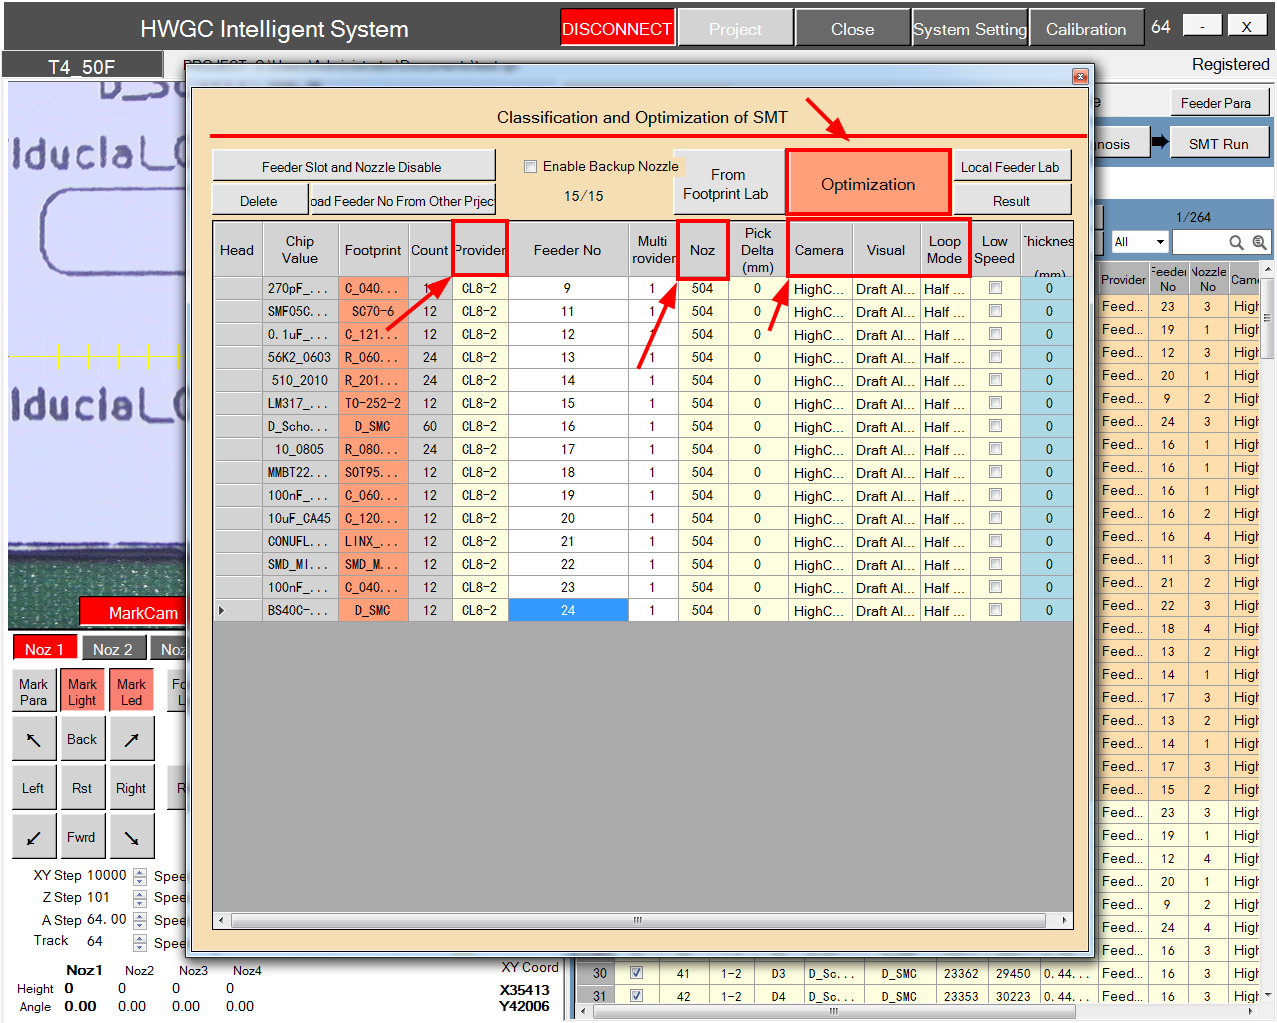 HWGC Intelligent System
DISCONNECT
Project
Close
System Setting
Calibration
64
-
X
T4_50F
Registered
Feeder Para
SMT Run
1/264
All
Provider
Feeder No
Nozzle No
Classification and Optimization of SMT
Feeder Slot and Nozzle Disable
Enable Backup Nozzle
From Footprint Lab
Optimization
Local Feeder Lab
Delete
oad Feeder No From Other Prject
15/15
Result
Head Chip Value Footprint Count Provider Feeder No Multi rovider Noz Pick Delta (mm) Camera Visual Loop Mode Low Speed hicknes (mm)
270pF_... C_040... CL8-2 9 1 504 0 HighC... Draft Al... Half ... 0
SMF05C... SC70-6 12 CL8-2 11 1 504 0 HighC... Draft Al... Half ... 0
0.1uF_... C_121... 12 CL8-2 12 1 504 0 HighC... Draft Al... Half ... 0
56K2_0603 R_060... 24 CL8-2 13 1 504 0 HighC... Draft Al... Half ... 0
510_2010 R_201... 24 CL8-2 14 1 504 0 HighC... Draft Al... Half ... 0
LM317_... TO-252-2 12 CL8-2 15 1 504 0 HighC... Draft Al... Half ... 0
D_Scho... D_SMC 60 CL8-2 16 1 504 0 HighC... Draft Al... Half ... 0
10_0805 R_080... 24 CL8-2 17 1 504 0 HighC... Draft Al... Half ... 0
MMBT22... SOT95... 12 CL8-2 18 1 504 0 HighC... Draft Al... Half ... 0
100nF_... C_060... 12 CL8-2 19 1 504 0 HighC... Draft Al... Half ... 0
10uF_CA45 C_120... 12 CL8-2 20 1 504 0 HighC... Draft Al... Half ... 0
CONUFL... LINX_... 12 CL8-2 21 1 504 0 HighC... Draft Al... Half ... 0
SMD_MI... SMD_M... 12 CL8-2 22 1 504 0 HighC... Draft Al... Half ... 0
100nF_... C_040... 12 CL8-2 23 1 504 0 HighC... Draft Al... Half ... 0
BS40C-... D_SMC 12 CL8-2 24 1 504 0 HighC... Draft Al... Half ... 0
Feed... 23 3 High
Feed... 19 1 High
Feed... 12 3 High
Feed... 20 1 High
Feed... 9 2 High
Feed... 24 3 High
Feed... 16 1 High
Feed... 16 1 High
Feed... 16 1 High
Feed... 16 2 High
Feed... 16 4 High
Feed... 11 3 High
Feed... 21 2 High
Feed... 22 3 High
Feed... 18 4 High
Feed... 13 2 High
Feed... 14 1 High
Feed... 17 3 High
Feed... 13 2 High
Feed... 14 1 High
Feed... 17 3 High
Feed... 15 2 High
Feed... 23 3 High
Feed... 19 1 High
Feed... 12 4 High
Feed... 20 1 High
Feed... 9 2 High
Feed... 24 4 High
Feed... 16 3 High
30 41 1-2 D3 D_Sc... D_SMC 23362 29450 0.44... Feed... 16 3 High
31 42 1-2 D4 D_Sc... D_SMC 23353 30223 0.44... Feed... 16 3 High
MarkCam
Noz 1
Noz 2
Mark Para
Mark Light
Mark Led
Back
Left
Rst
Right
Fwrd
XY Step 10000
Z Step 101
A Step 64.00
Track 64
Noz1 Noz2 Noz3 Noz4
Height 0 0 0 0
Angle 0.00 0.00 0.00 0.00
XY Coord
X35413
Y42006